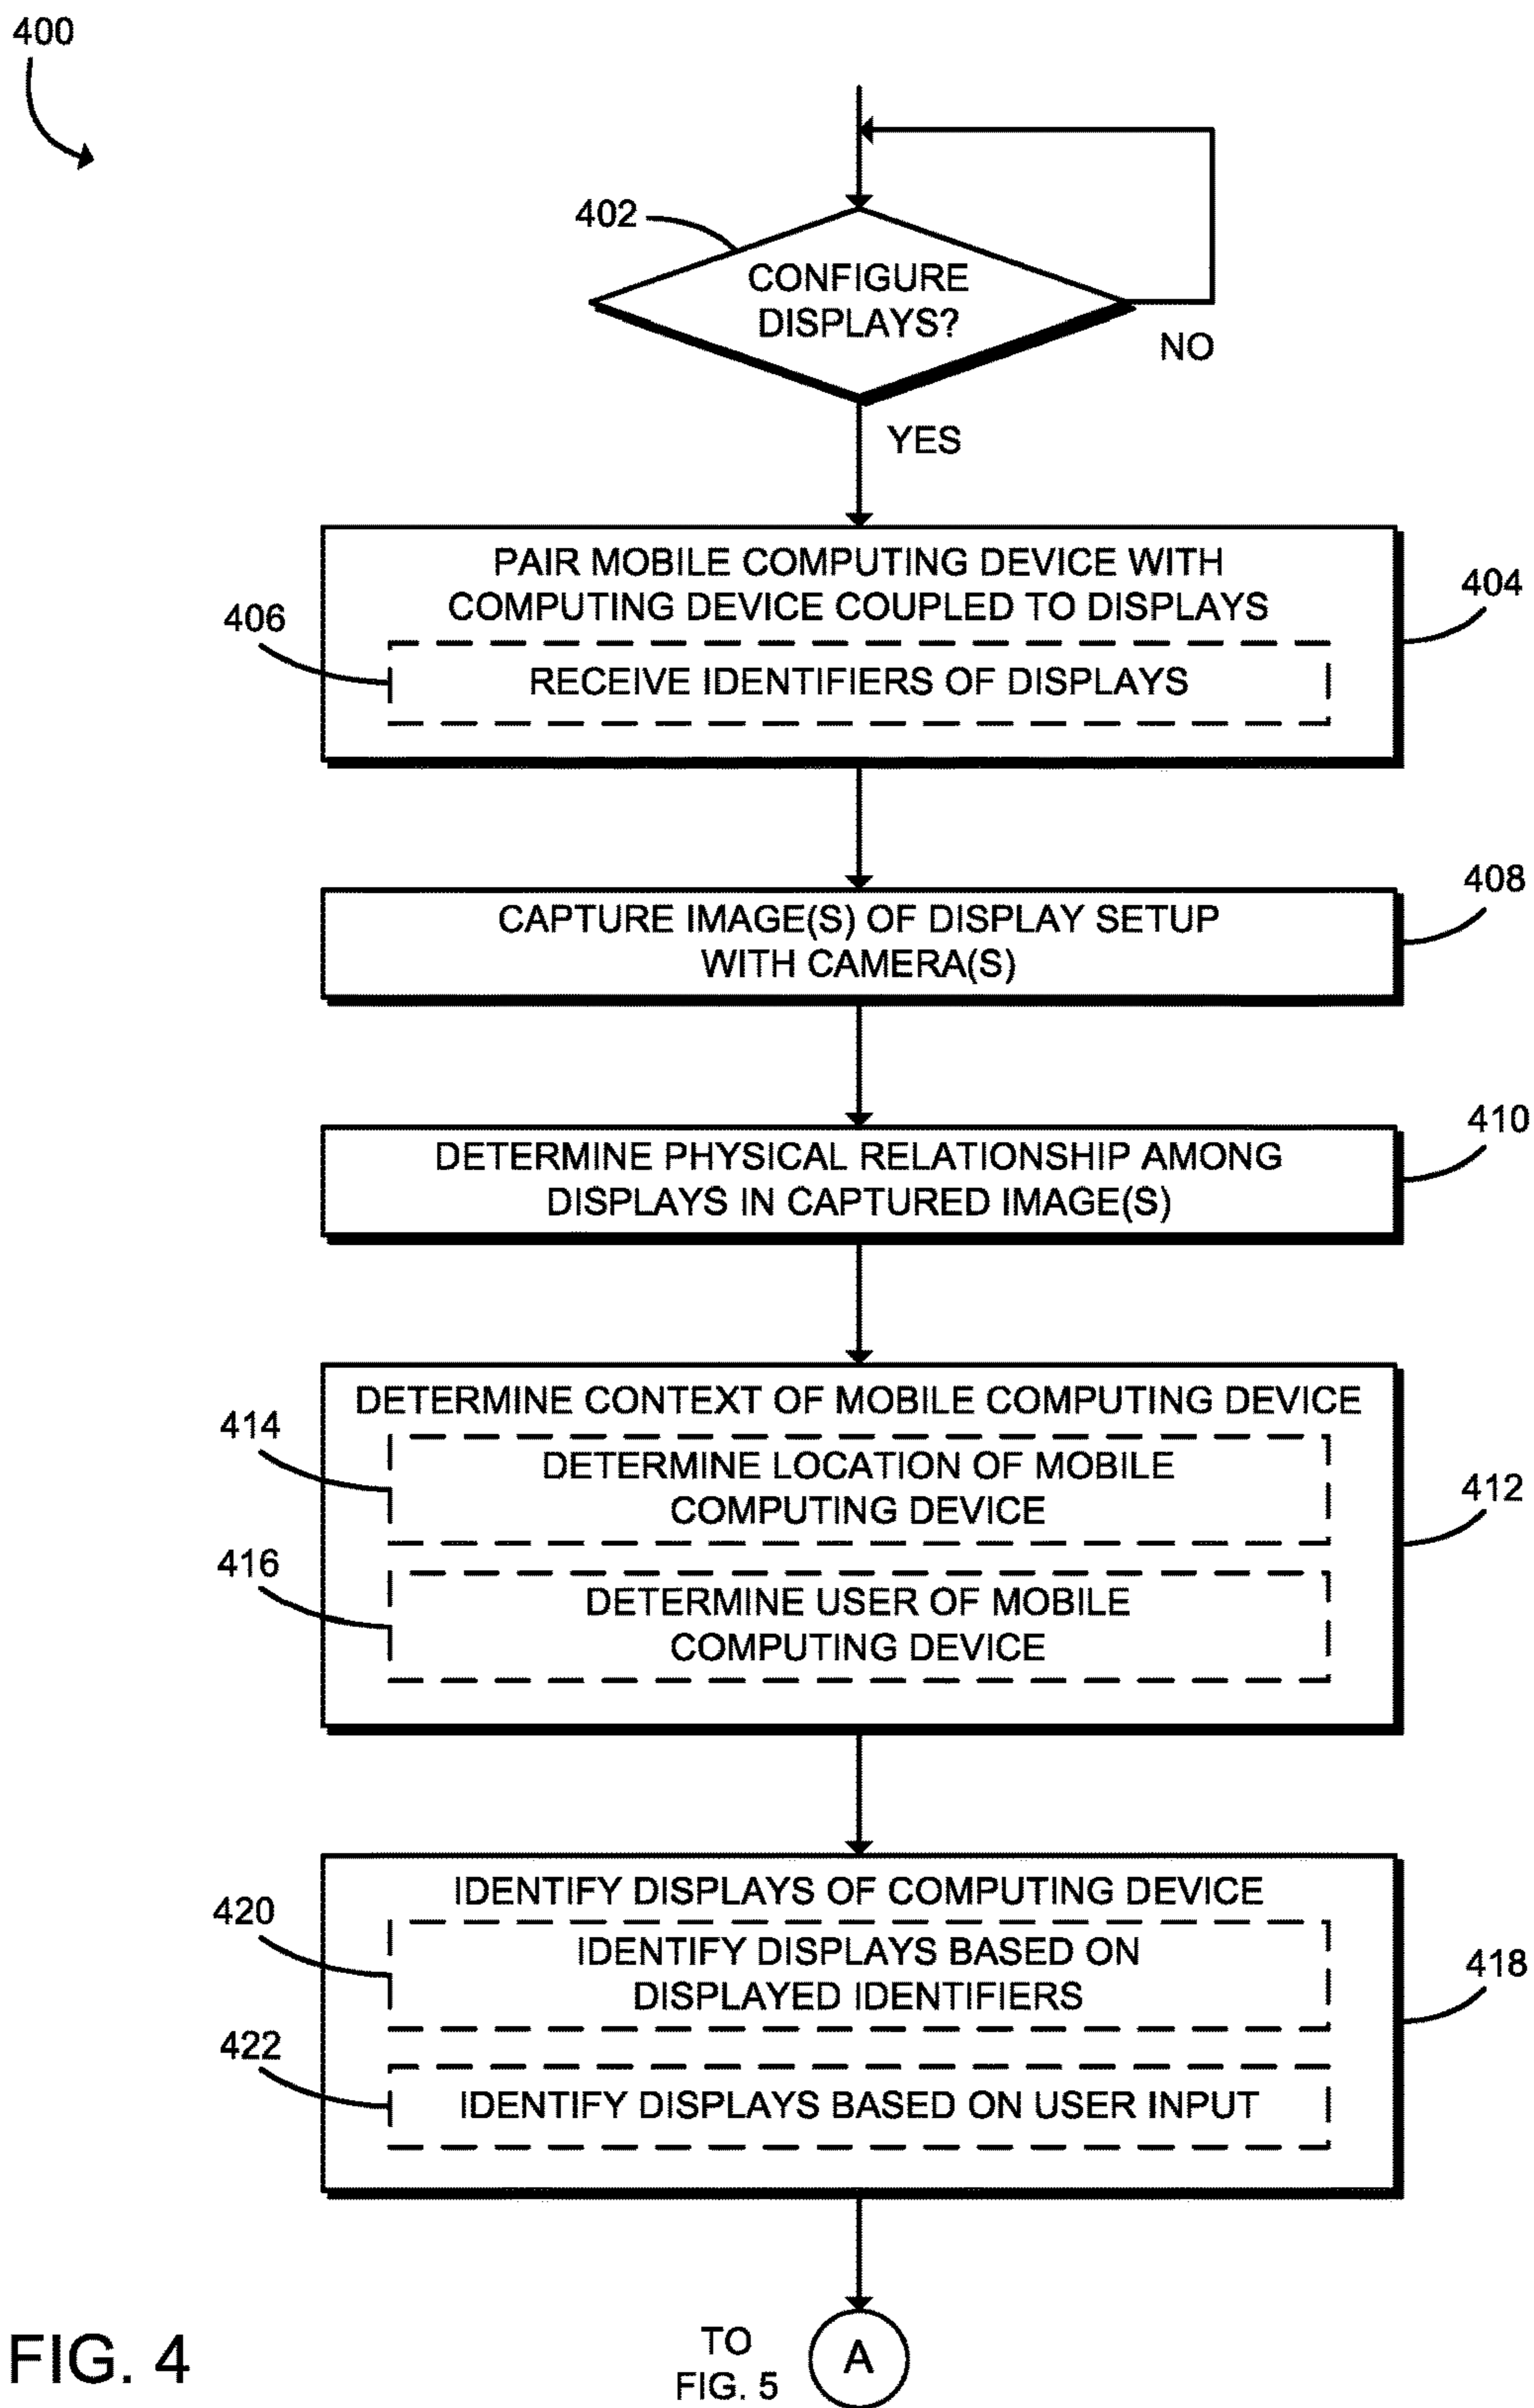 400
402
CONFIGURE
DISPLAYS?
NO
YES
PAIR MOBILE COMPUTING DEVICE WITH
COMPUTING DEVICE COUPLED TO DISPLAYS
404
406
RECEIVE IDENTIFIERS OF DISPLAYS
CAPTURE IMAGE(S) OF DISPLAY SETUP
WITH CAMERA(S)
408
DETERMINE PHYSICAL RELATIONSHIP AMONG
DISPLAYS IN CAPTURED IMAGE(S)
410
DETERMINE CONTEXT OF MOBILE COMPUTING DEVICE
412
414
DETERMINE LOCATION OF MOBILE
COMPUTING DEVICE
416
DETERMINE USER OF MOBILE
COMPUTING DEVICE
IDENTIFY DISPLAYS OF COMPUTING DEVICE
418
420
IDENTIFY DISPLAYS BASED ON
DISPLAYED IDENTIFIERS
422
IDENTIFY DISPLAYS BASED ON USER INPUT
TO
FIG. 5
A
FIG. 4